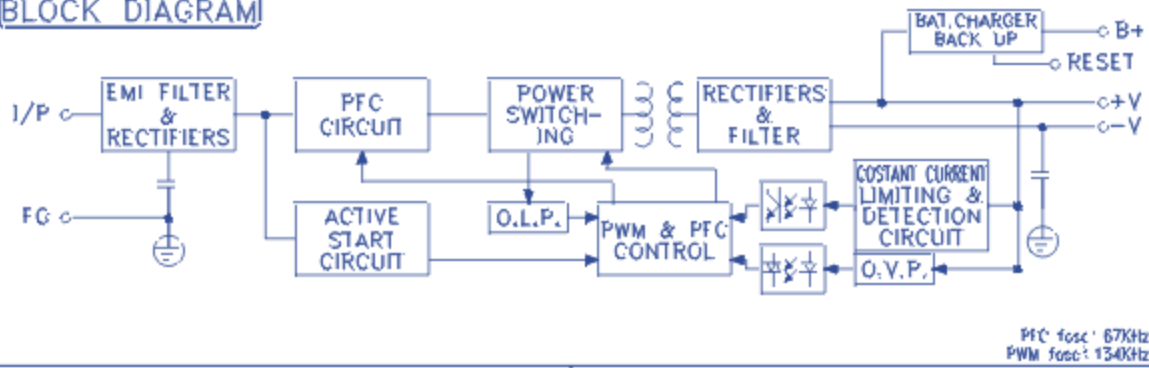 BLOCK DIAGRAM
BAT. CHARGER
BACK UP
B+
RESET
I/P
EMI FILTER
&
RECTIFIERS
PFC
CIRCUIT
POWER
SWITCH-
ING
RECTIFIERS
&
FILTER
+V
-V
FG
ACTIVE
START
CIRCUIT
O.L.P.
PWM & PFC
CONTROL
COSTANT CURRENT
LIMITING &
DETECTION
CIRCUIT
O.V.P.
PFC fosc : 67KHz
PWM fosc : 134KHz